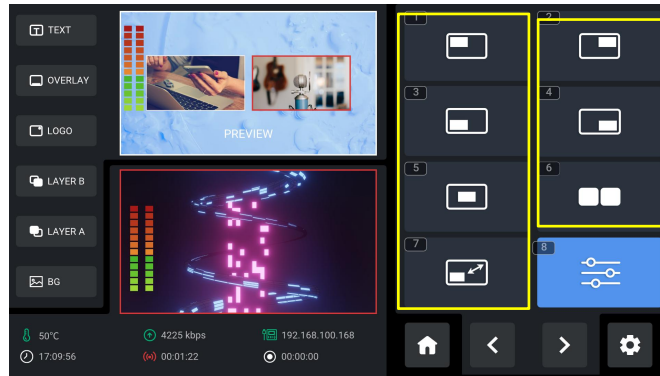 TEXT
OVERLAY
LOGO
LAYER B
LAYER A
BG
PREVIEW
50°C
4225 kbps
192.168.100.168
17:09:56
00:01:22
00:00:00
1
2
3
4
5
6
7
8